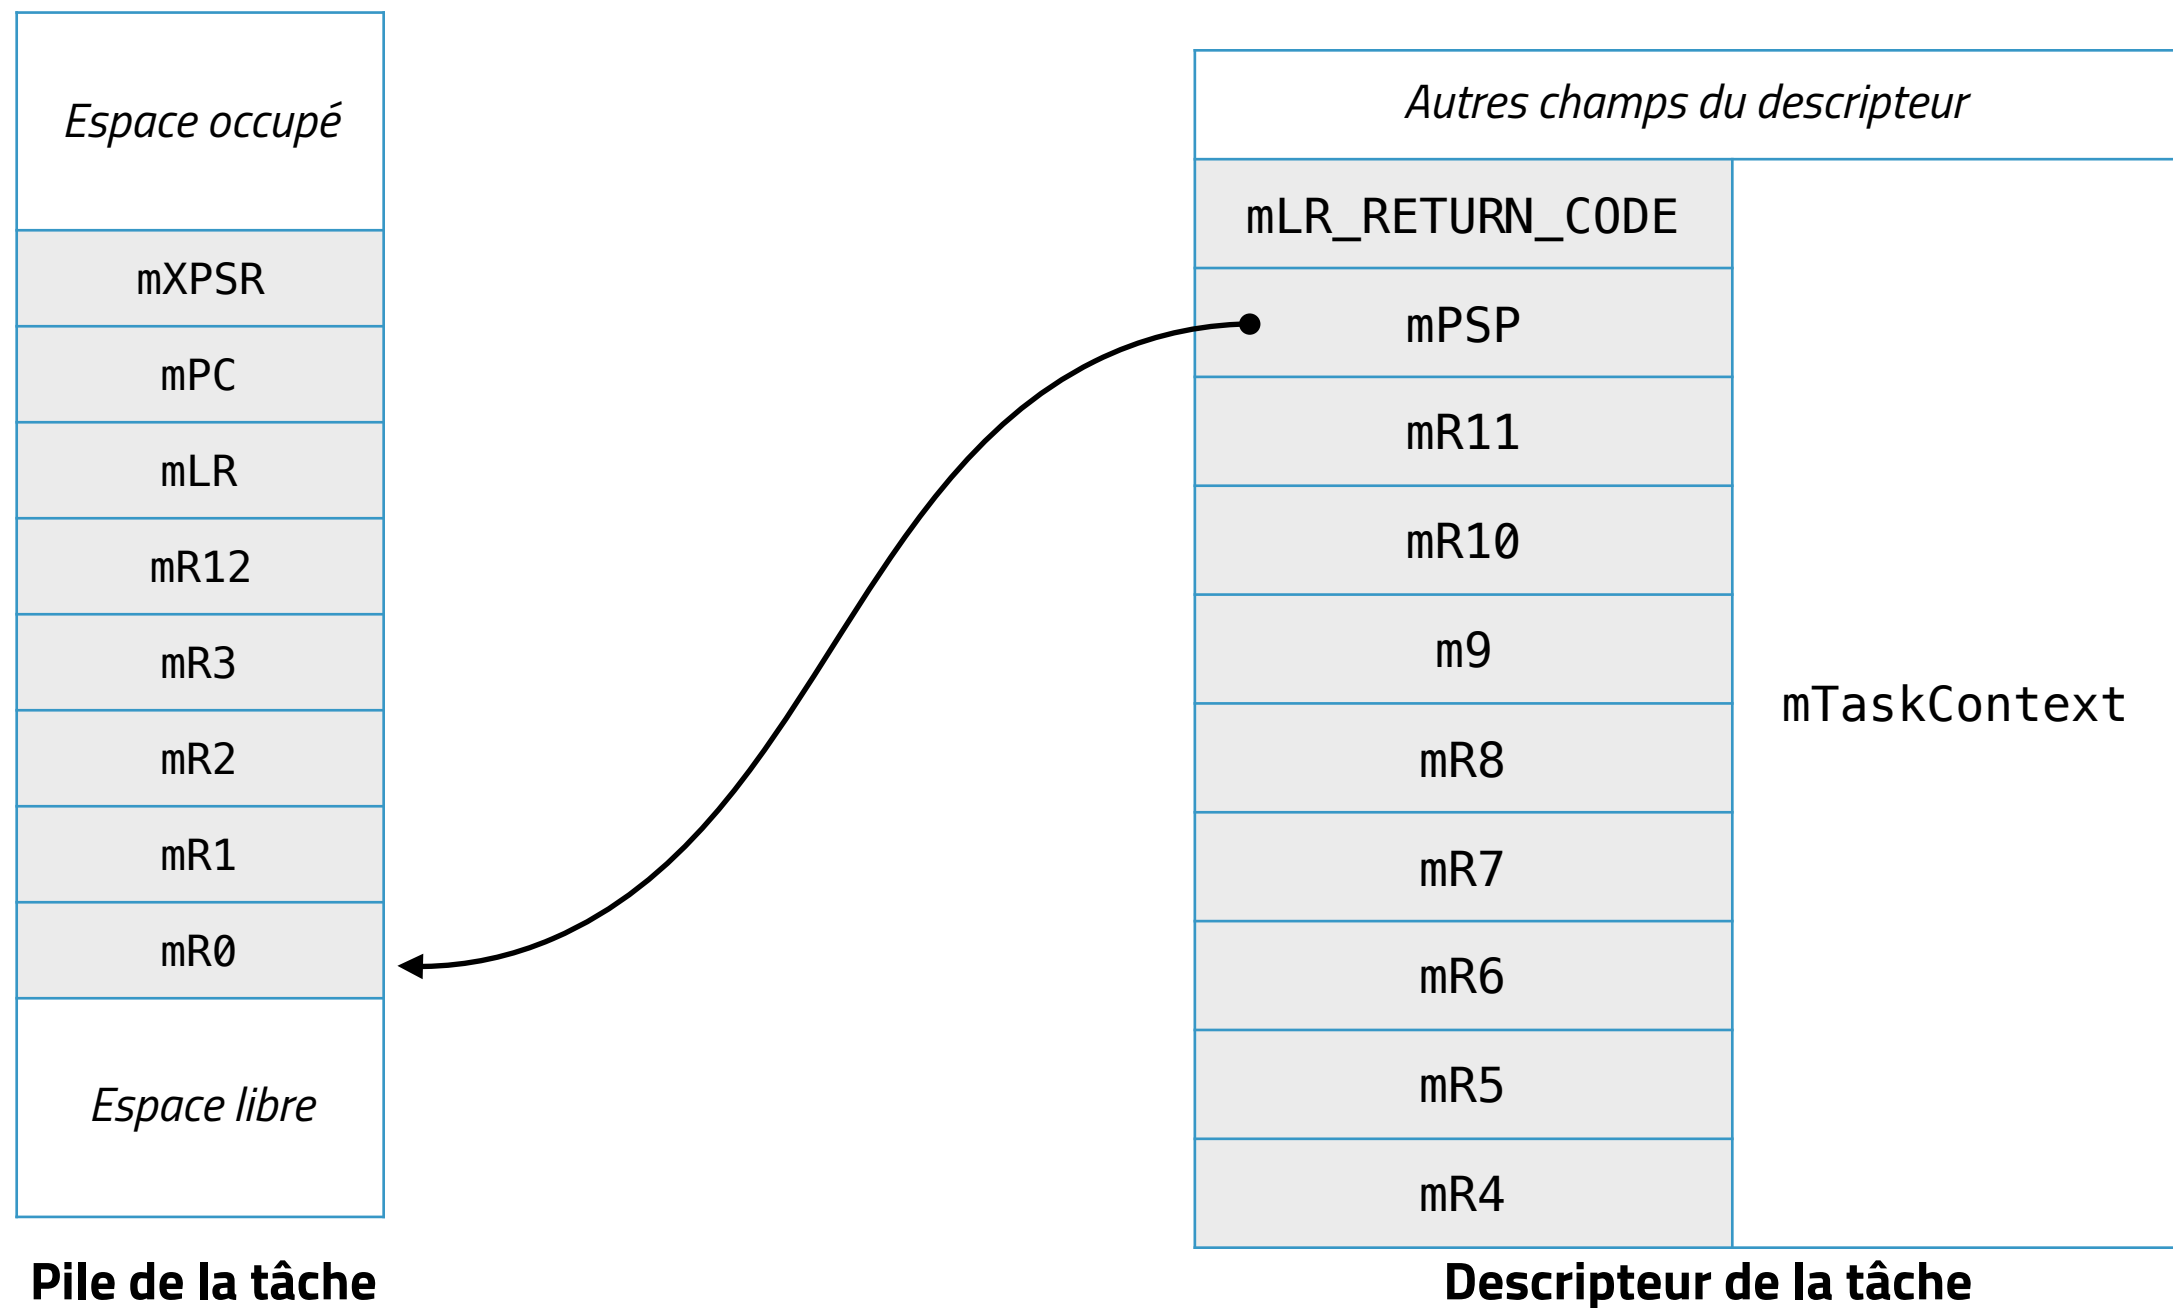 Espace occupé
mXPSR
mPC
mLR
mR12
mR3
mR2
mR1
mR0
Espace libre
Pile de la tâche
Autres champs du descripteur
mLR_RETURN_CODE
mPSP
mR11
mR10
m9
mR8
mR7
mR6
mR5
mR4
mTaskContext
Descripteur de la tâche